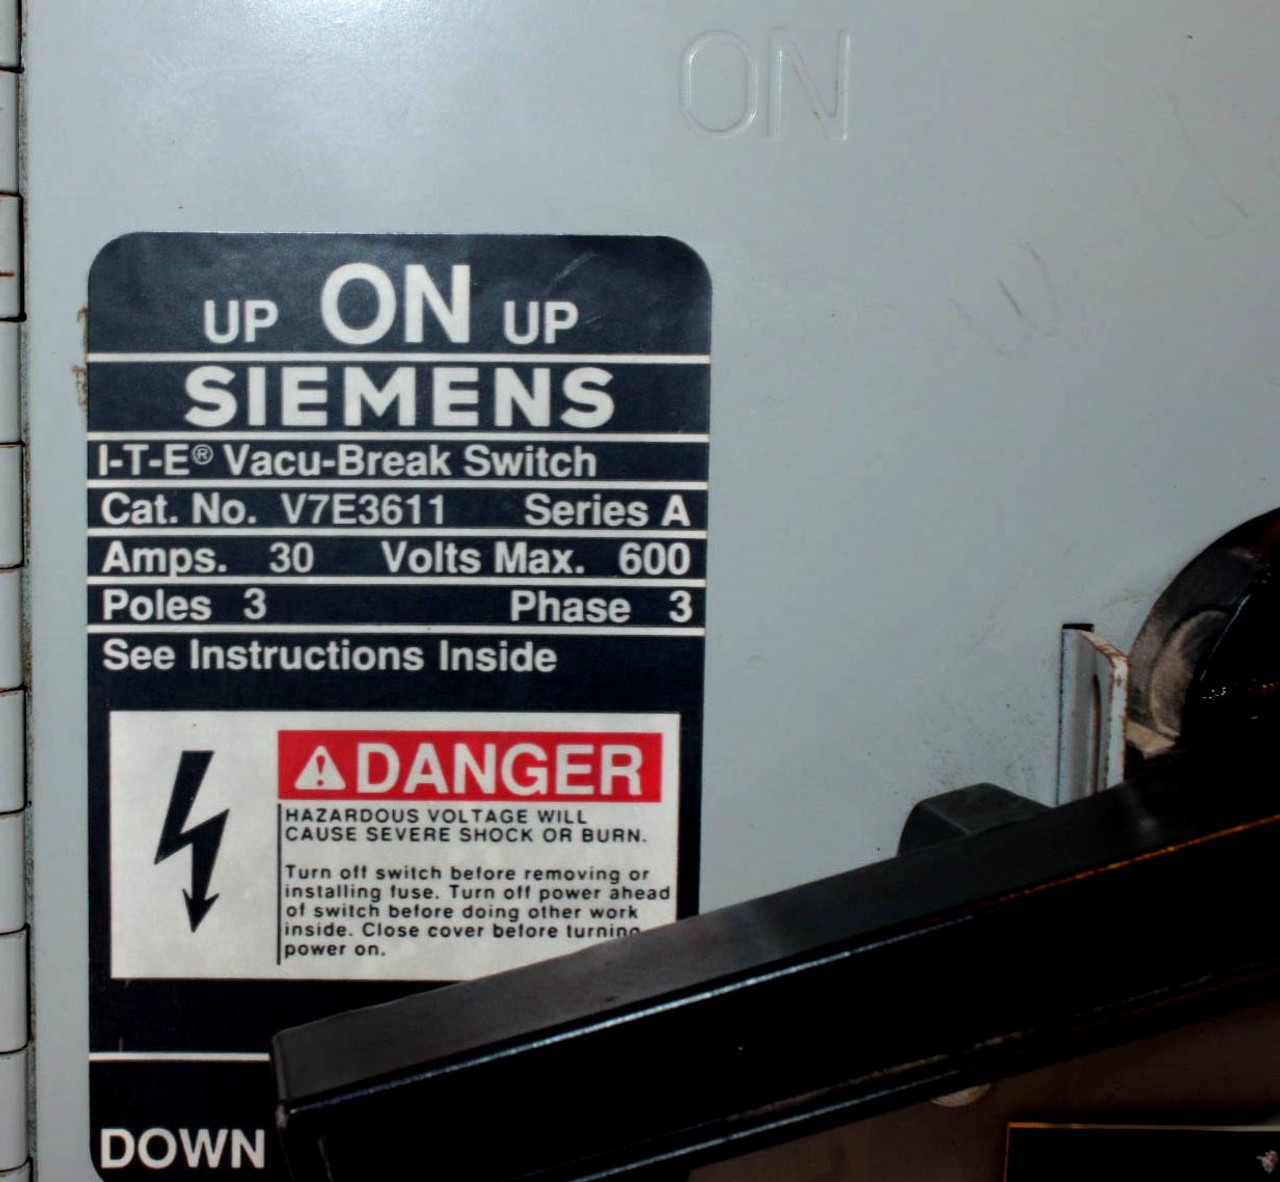 ON
UP ON UP
SIEMENS
I-T-E® Vacu-Break Switch
Cat. No. V7E3611 Series A
Amps. 30 Volts Max. 600
Poles 3 Phase 3
See Instructions Inside
DANGER
HAZARDOUS VOLTAGE WILL
CAUSE SEVERE SHOCK OR BURN.
Turn off switch before removing or
installing fuse. Turn off power ahead
of switch before doing other work
inside. Close cover before turning
power on.
DOWN